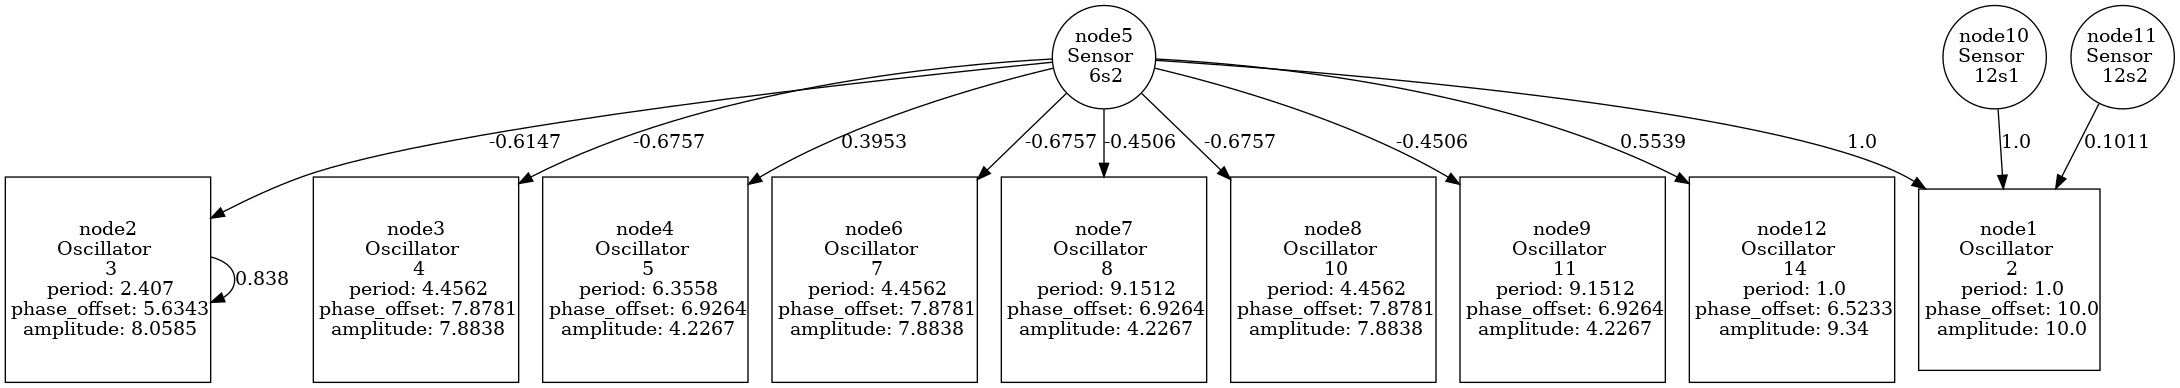 node5
Sensor
6s2
node10
Sensor
12s1
node11
Sensor
12s2
-0.6147
-0.6757
0.3953
-0.6757
-0.4506
-0.6757
-0.4506
0.5539
1.0
1.0
0.1011
node2
Oscillator
3
period: 2.407
phase_offset: 5.6343
amplitude: 8.0585
0.838
node3
Oscillator
4
period: 4.4562
phase_offset: 7.8781
amplitude: 7.8838
node4
Oscillator
5
period: 6.3558
phase_offset: 6.9264
amplitude: 4.2267
node6
Oscillator
7
period: 4.4562
phase_offset: 7.8781
amplitude: 7.8838
node7
Oscillator
8
period: 9.1512
phase_offset: 6.9264
amplitude: 4.2267
node8
Oscillator
10
period: 4.4562
phase_offset: 7.8781
amplitude: 7.8838
node9
Oscillator
11
period: 9.1512
phase_offset: 6.9264
amplitude: 4.2267
node12
Oscillator
14
period: 1.0
phase_offset: 6.5233
amplitude: 9.34
node1
Oscillator
2
period: 1.0
phase_offset: 10.0
amplitude: 10.0